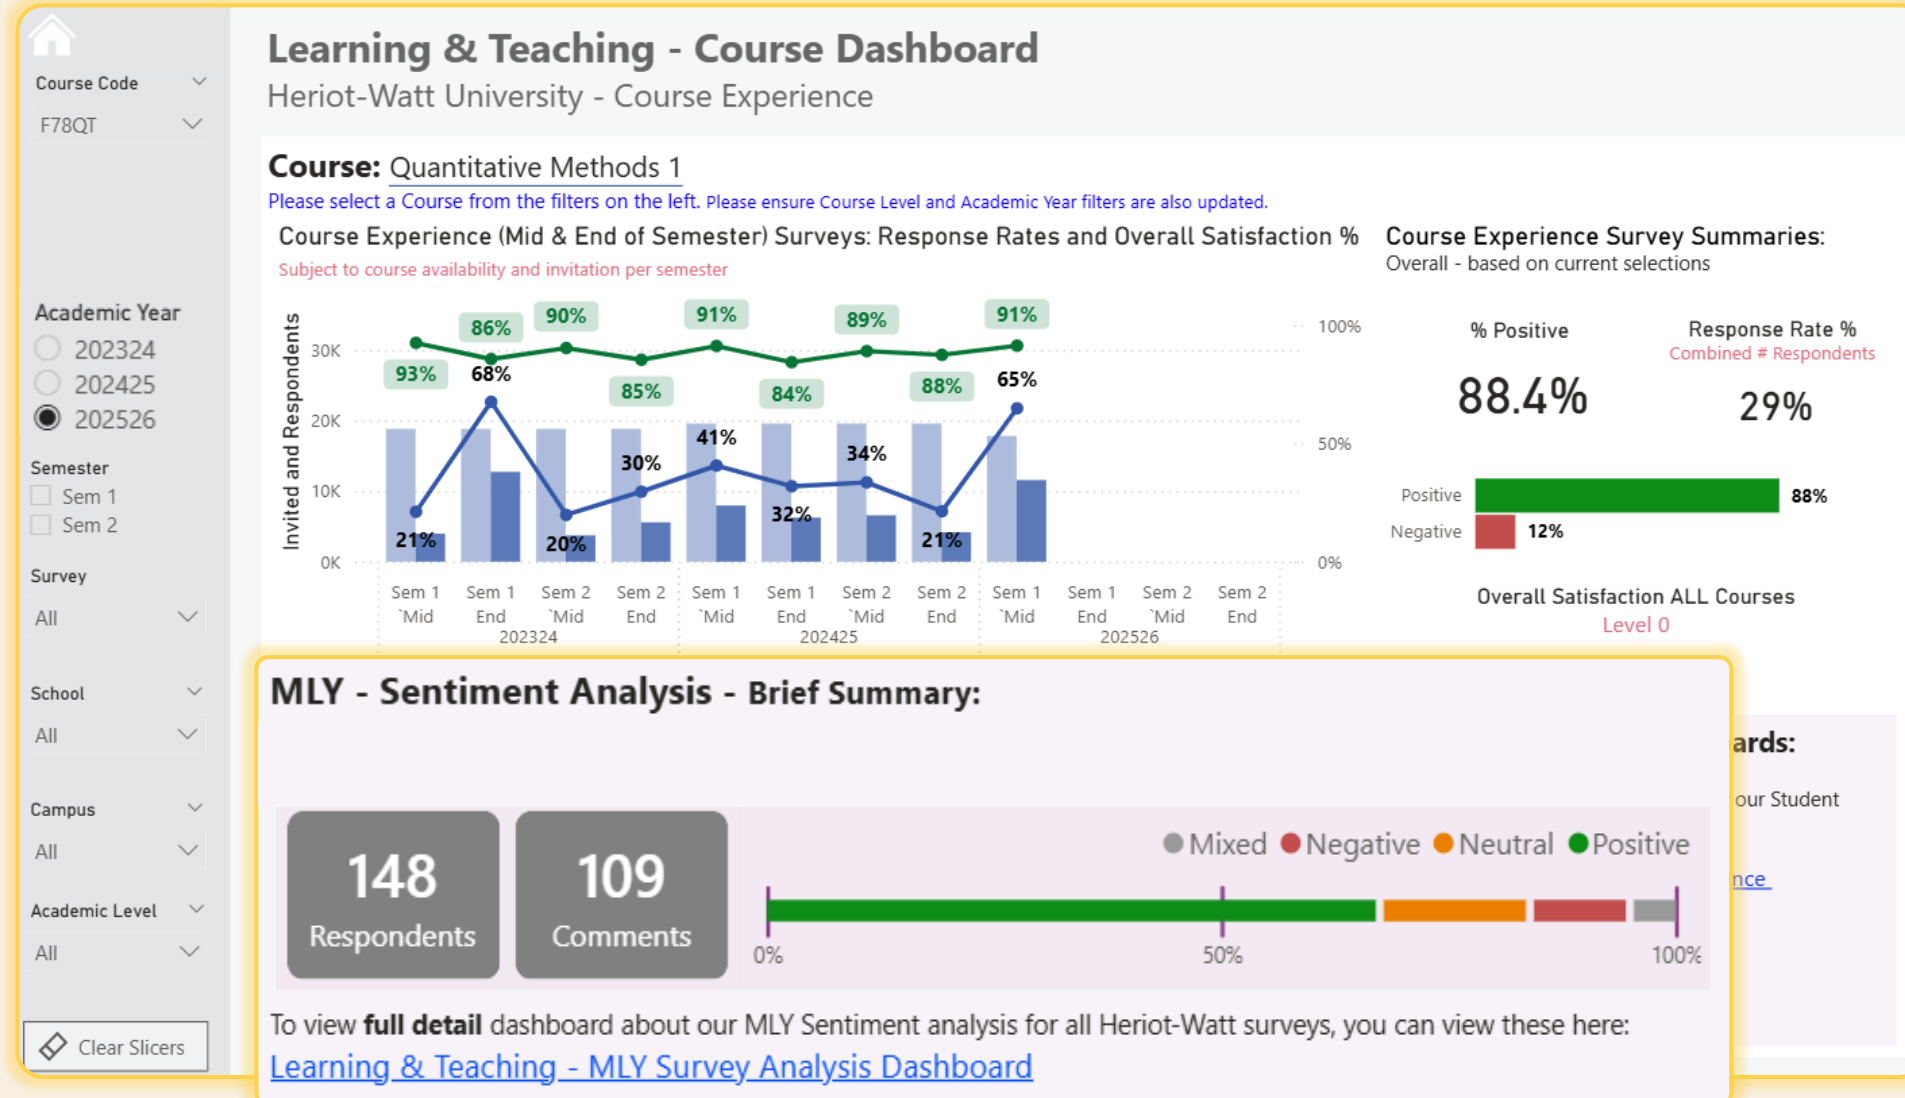 Learning & Teaching - Course Dashboard
Heriot-Watt University - Course Experience
Course Code
F78QT
Academic Year
202324
202425
202526
Semester
Sem 1
Sem 2
Survey
All
School
All
Campus
All
Academic Level
All
Clear Slicers
Course: Quantitative Methods 1
Please select a Course from the filters on the left. Please ensure Course Level and Academic Year filters are also updated.
Course Experience (Mid & End of Semester) Surveys: Response Rates and Overall Satisfaction %
Subject to course availability and invitation per semester
Invited and Respondents
30K
20K
10K
0K
100%
50%
0%
93% 86% 90% 85% 91% 84% 89% 88% 91%
21% 68% 20% 30% 41% 32% 34% 21% 65%
Sem 1 Sem 1 Sem 2 Sem 2 Sem 1 Sem 1 Sem 2 Sem 2 Sem 1 Sem 1 Sem 2 Sem 2
`Mid End `Mid End `Mid End `Mid End `Mid End `Mid End
202324 202425 202526
Course Experience Survey Summaries:
Overall - based on current selections
% Positive
88.4%
Response Rate %
Combined # Respondents
29%
Positive 88%
Negative 12%
Overall Satisfaction ALL Courses
Level 0
MLY - Sentiment Analysis - Brief Summary:
148
Respondents
109
Comments
Mixed Negative Neutral Positive
0% 50% 100%
To view full detail dashboard about our MLY Sentiment analysis for all Heriot-Watt surveys, you can view these here:
Learning & Teaching - MLY Survey Analysis Dashboard
ards:
our Student
nce